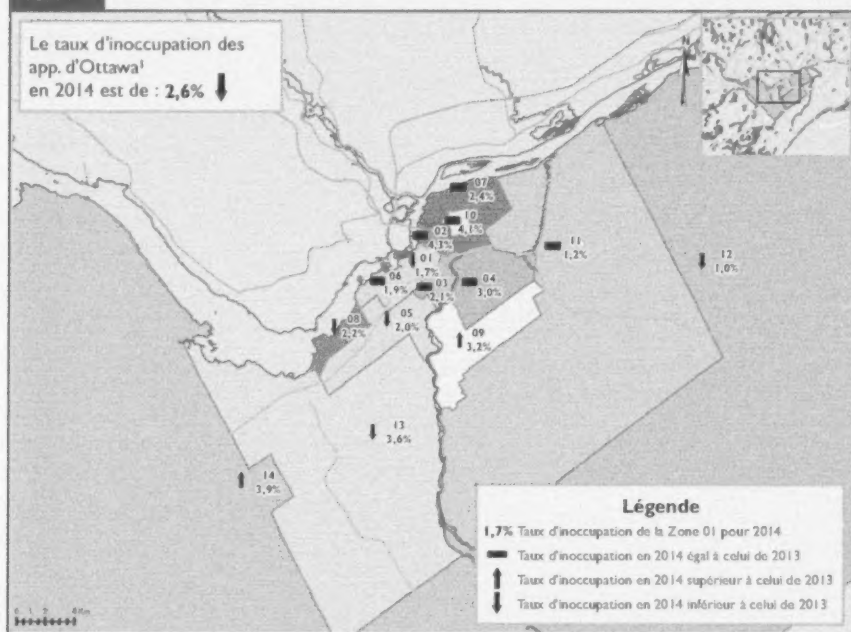 Le taux d'inoccupation des
app. d'Ottawa¹
en 2014 est de : 2,6%
N
07
2,4%
10
4,1%
02
4,3%
01
1,7%
11
1,2%
12
1,0%
06
1,9%
03
2,1%
04
3,0%
08
2,2%
05
2,0%
09
3,2%
13
3,6%
14
3,9%
Légende
1,7% Taux d'inoccupation de la Zone 01 pour 2014
Taux d'inoccupation en 2014 égal à celui de 2013
Taux d'inoccupation en 2014 supérieur à celui de 2013
Taux d'inoccupation en 2014 inférieur à celui de 2013
0 1 2